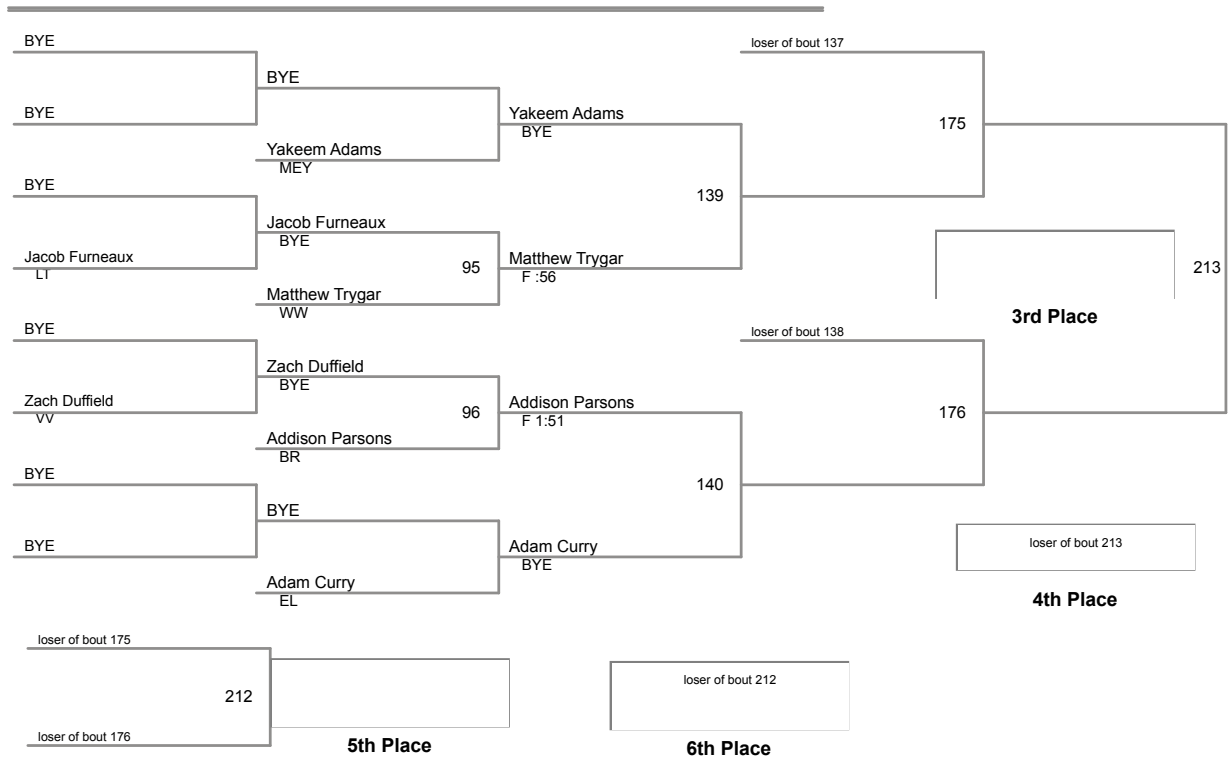 BYE
loser of bout 137
BYE
BYE
Yakeem Adams
BYE
175
Yakeem Adams
MEY
BYE
139
Jacob Furneaux
BYE
Jacob Furneaux
LT
95
Matthew Trygar
F :56
213
Matthew Trygar
WW
3rd Place
BYE
loser of bout 138
Zach Duffield
BYE
Zach Duffield
VV
96
Addison Parsons
F 1:51
176
Addison Parsons
BR
BYE
140
BYE
BYE
Adam Curry
BYE
loser of bout 213
Adam Curry
EL
4th Place
loser of bout 175
loser of bout 212
212
loser of bout 176
5th Place
6th Place